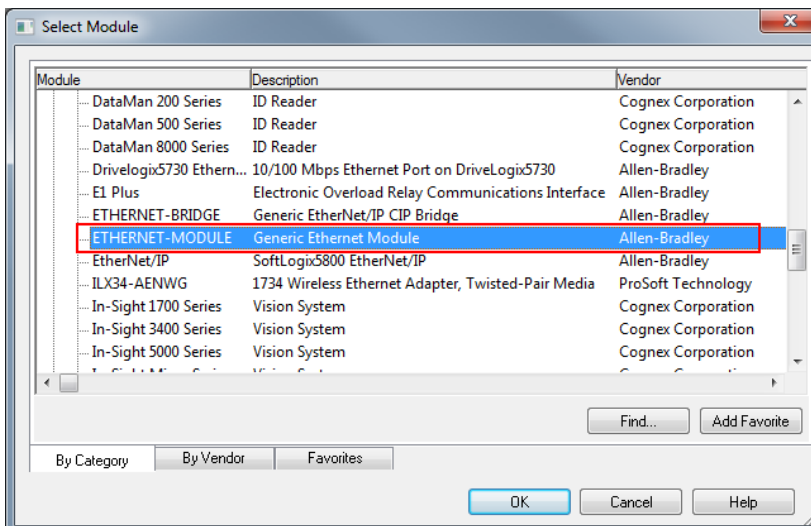 Select Module
Module Description Vendor
DataMan 200 Series ID Reader Cognex Corporation
DataMan 500 Series ID Reader Cognex Corporation
DataMan 8000 Series ID Reader Cognex Corporation
Drivelogix5730 Ethern... 10/100 Mbps Ethernet Port on DriveLogix5730 Allen-Bradley
E1 Plus Electronic Overload Relay Communications Interface Allen-Bradley
ETHERNET-BRIDGE Generic EtherNet/IP CIP Bridge Allen-Bradley
ETHERNET-MODULE Generic Ethernet Module Allen-Bradley
EtherNet/IP SoftLogix5800 EtherNet/IP Allen-Bradley
ILX34-AENWG 1734 Wireless Ethernet Adapter, Twisted-Pair Media ProSoft Technology
In-Sight 1700 Series Vision System Cognex Corporation
In-Sight 3400 Series Vision System Cognex Corporation
In-Sight 5000 Series Vision System Cognex Corporation
Find... Add Favorite
By Category By Vendor Favorites
OK Cancel Help